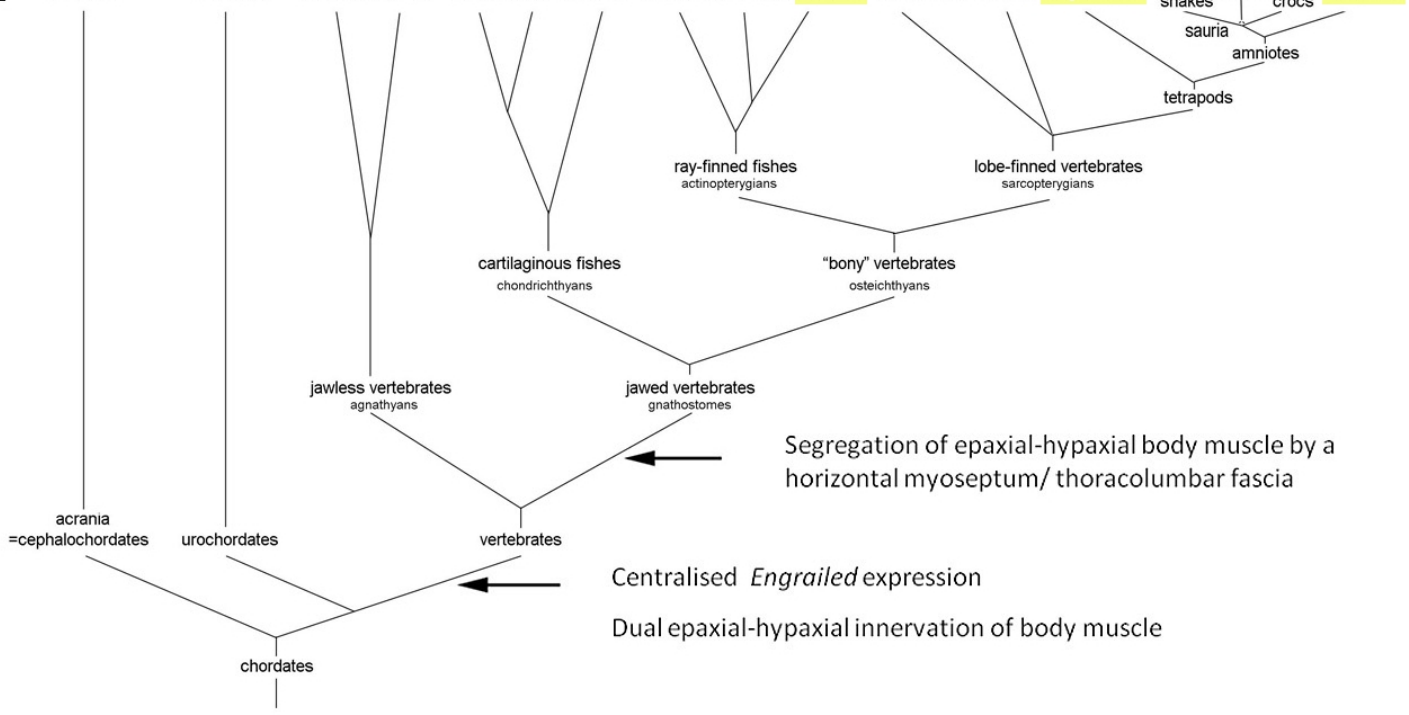 snakes
crocs
sauria
amniotes
tetrapods
ray-finned fishes
actinopterygians
lobe-finned vertebrates
sarcopterygians
cartilaginous fishes
chondrichthyans
“bony” vertebrates
osteichthyans
jawless vertebrates
agnathyans
jawed vertebrates
gnathostomes
Segregation of epaxial-hypaxial body muscle by a
horizontal myoseptum/ thoracolumbar fascia
acrania
=cephalochordates
urochordates
vertebrates
Centralised Engrailed expression
Dual epaxial-hypaxial innervation of body muscle
chordates